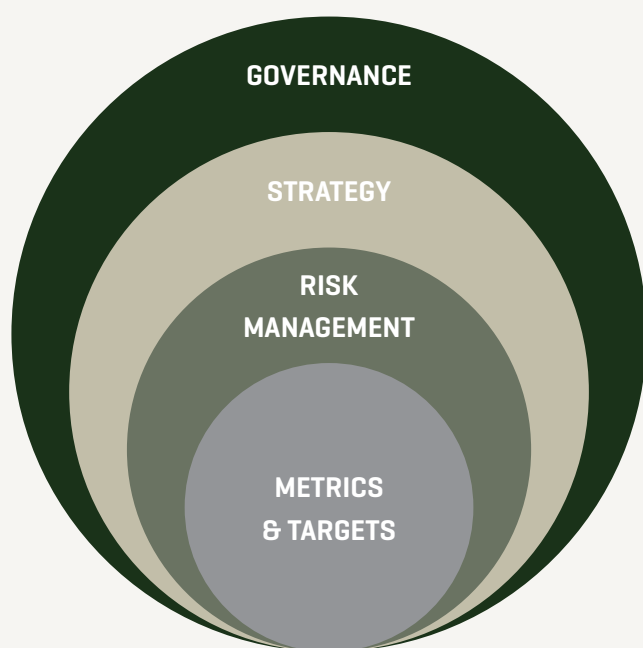 GOVERNANCE
STRATEGY
RISK
MANAGEMENT
METRICS
& TARGETS